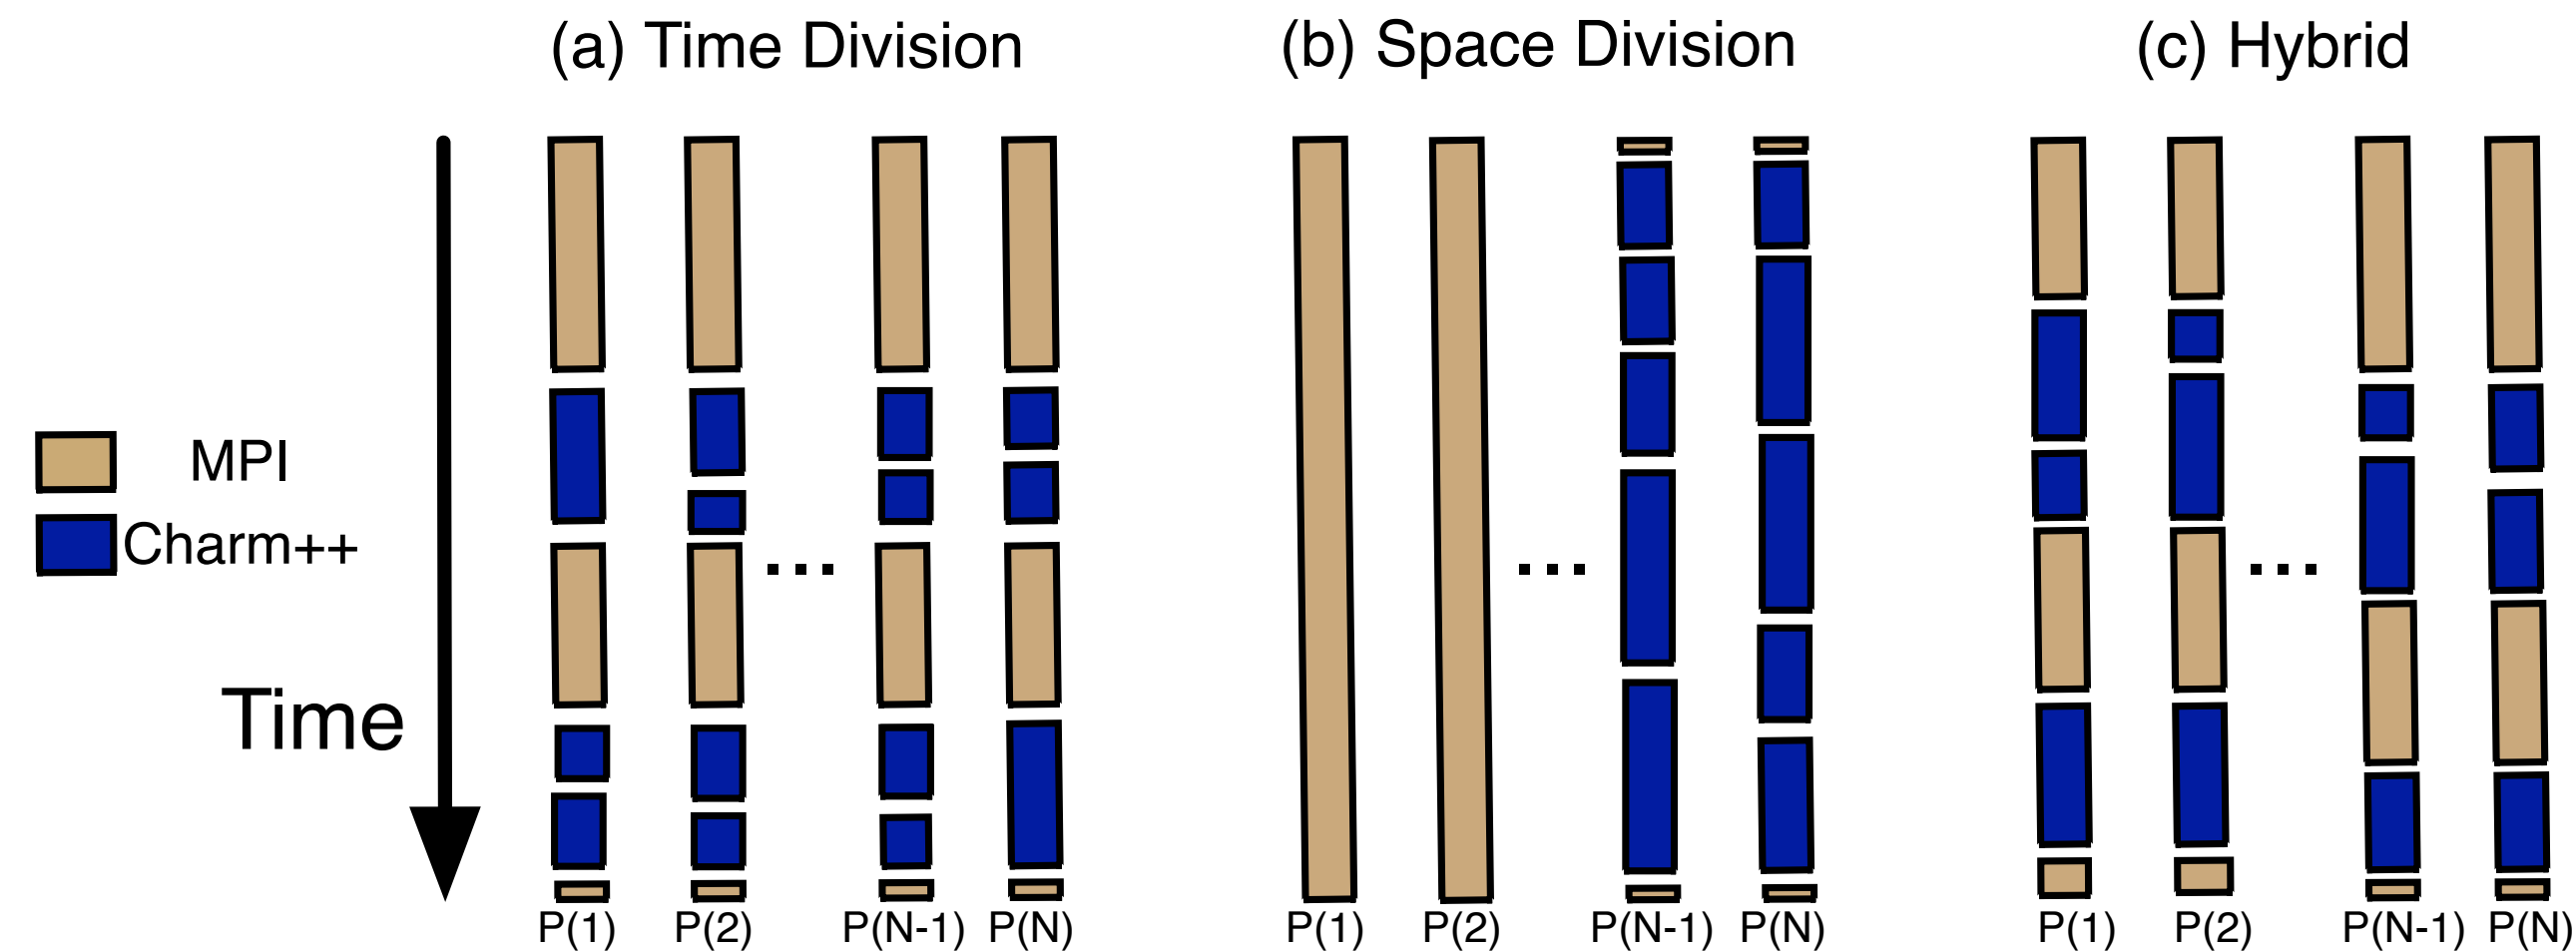 (a) Time Division
(b) Space Division
(c) Hybrid
MPI
Charm++
Time
...
...
...
P(1) P(2) P(N-1) P(N)
P(1) P(2) P(N-1) P(N)
P(1) P(2) P(N-1) P(N)